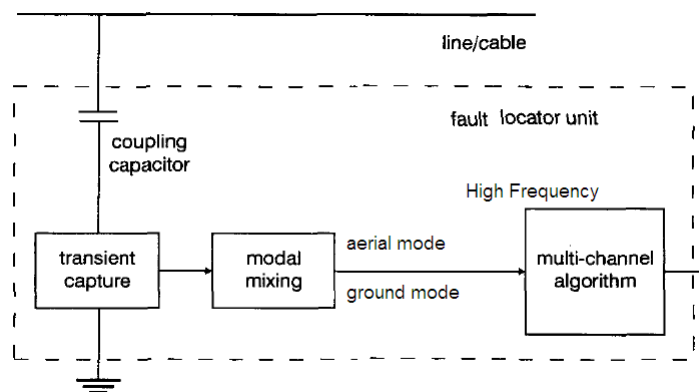 line/cable
fault locator unit
coupling
capacitor
High Frequency
transient
capture
modal
mixing
aerial mode
ground mode
multi-channel
algorithm